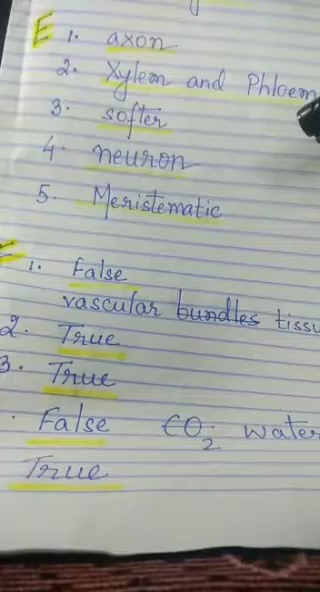 E 1. axon
2. Xylem and Phloem
3. softer
4. neuron
5. Meristematic
1. False
vascular bundles
2. True
3. True
. False CO2 water
True